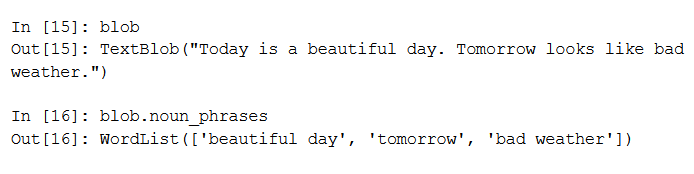 In [15]: blob
Out[15]: TextBlob("Today is a beautiful day. Tomorrow looks like bad
weather.")
In [16]: blob.noun_phrases
Out[16]: WordList(['beautiful day', 'tomorrow', 'bad weather'])